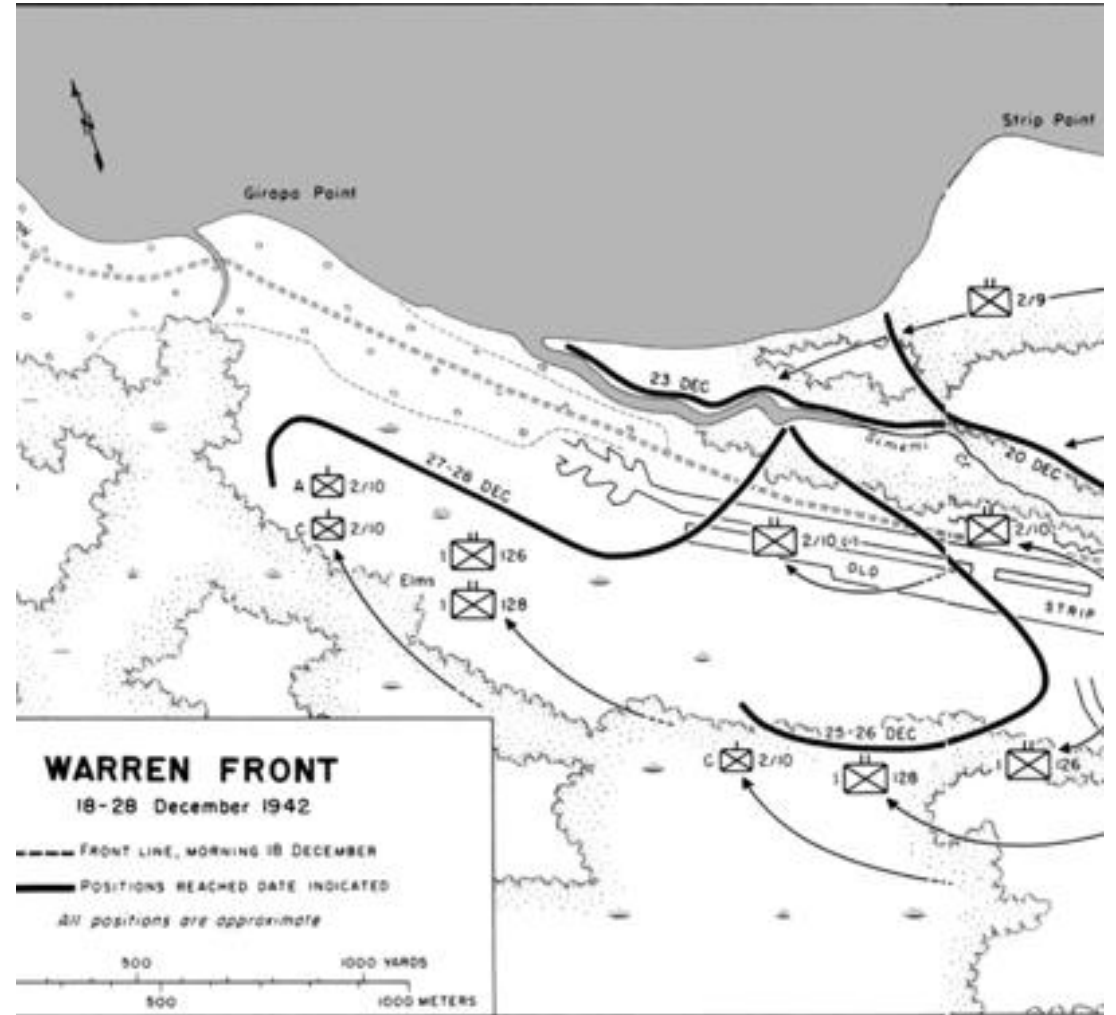 Strip Point
Giropa Point
2/9
23 DEC
Simemi
Cr.
20 DEC
27-28 DEC
A 2/10
C 2/10
1 126
Elms
1 128
2/10 (-)
2/10
OLD
STRIP
25-26 DEC
C 2/10
1 128
1 126
WARREN FRONT
18-28 December 1942
FRONT LINE, MORNING 18 DECEMBER
POSITIONS REACHED DATE INDICATED
All positions are approximate
500 1000 YARDS
500 1000 METERS